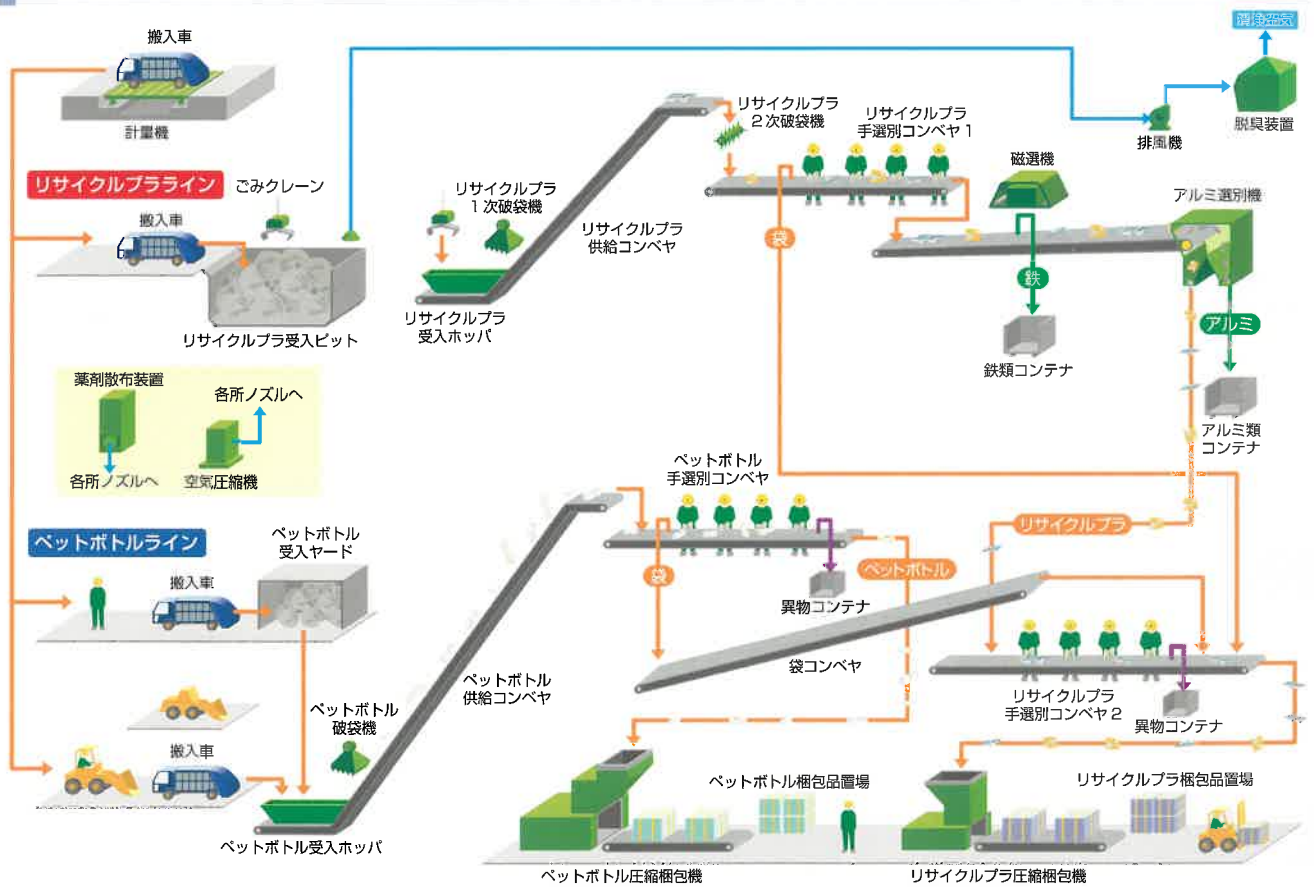 搬入車
計量機
清浄空気
脱臭装置
排風機
リサイクルプラライン
ごみクレーン
搬入車
リサイクルプラ受入ピット
リサイクルプラ
1次破袋機
リサイクルプラ
受入ホッパ
リサイクルプラ
供給コンベヤ
リサイクルプラ
2次破袋機
リサイクルプラ
手選別コンベヤ1
袋
磁選機
鉄
鉄類コンテナ
アルミ選別機
アルミ
アルミ類
コンテナ
薬剤散布装置
各所ノズルへ
各所ノズルへ
空気圧縮機
ペットボトルライン
搬入車
ペットボトル
受入ヤード
搬入車
ペットボトル
破袋機
ペットボトル受入ホッパ
ペットボトル
供給コンベヤ
ペットボトル
手選別コンベヤ
袋
異物コンテナ
ペットボトル
袋コンベヤ
リサイクルプラ
リサイクルプラ
手選別コンベヤ2
異物コンテナ
ペットボトル梱包品置場
ペットボトル圧縮梱包機
リサイクルプラ梱包品置場
リサイクルプラ圧縮梱包機